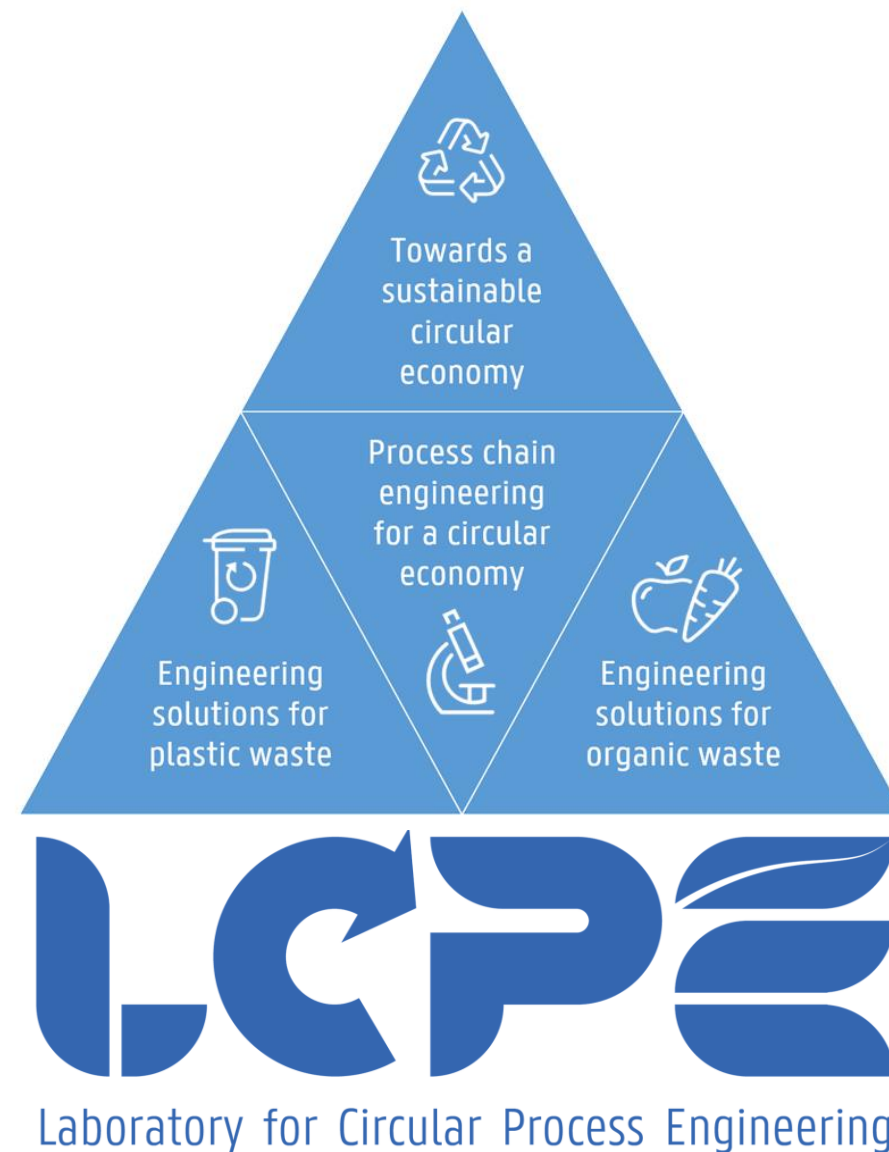 Towards a
sustainable
circular
economy
Process chain
engineering
for a circular
economy
Engineering
solutions for
plastic waste
Engineering
solutions for
organic waste
LCPE
Laboratory for Circular Process Engineering